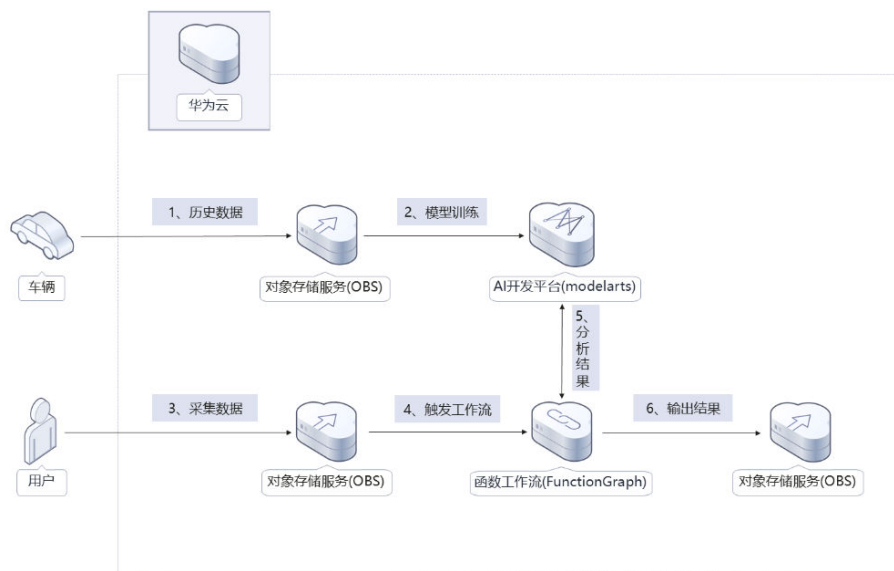 华为云
1、历史数据
2、模型训练
车辆
对象存储服务(OBS)
AI开发平台(modelarts)
5、
分
析
结
果
3、采集数据
4、触发工作流
6、输出结果
用户
对象存储服务(OBS)
函数工作流(FunctionGraph)
对象存储服务(OBS)